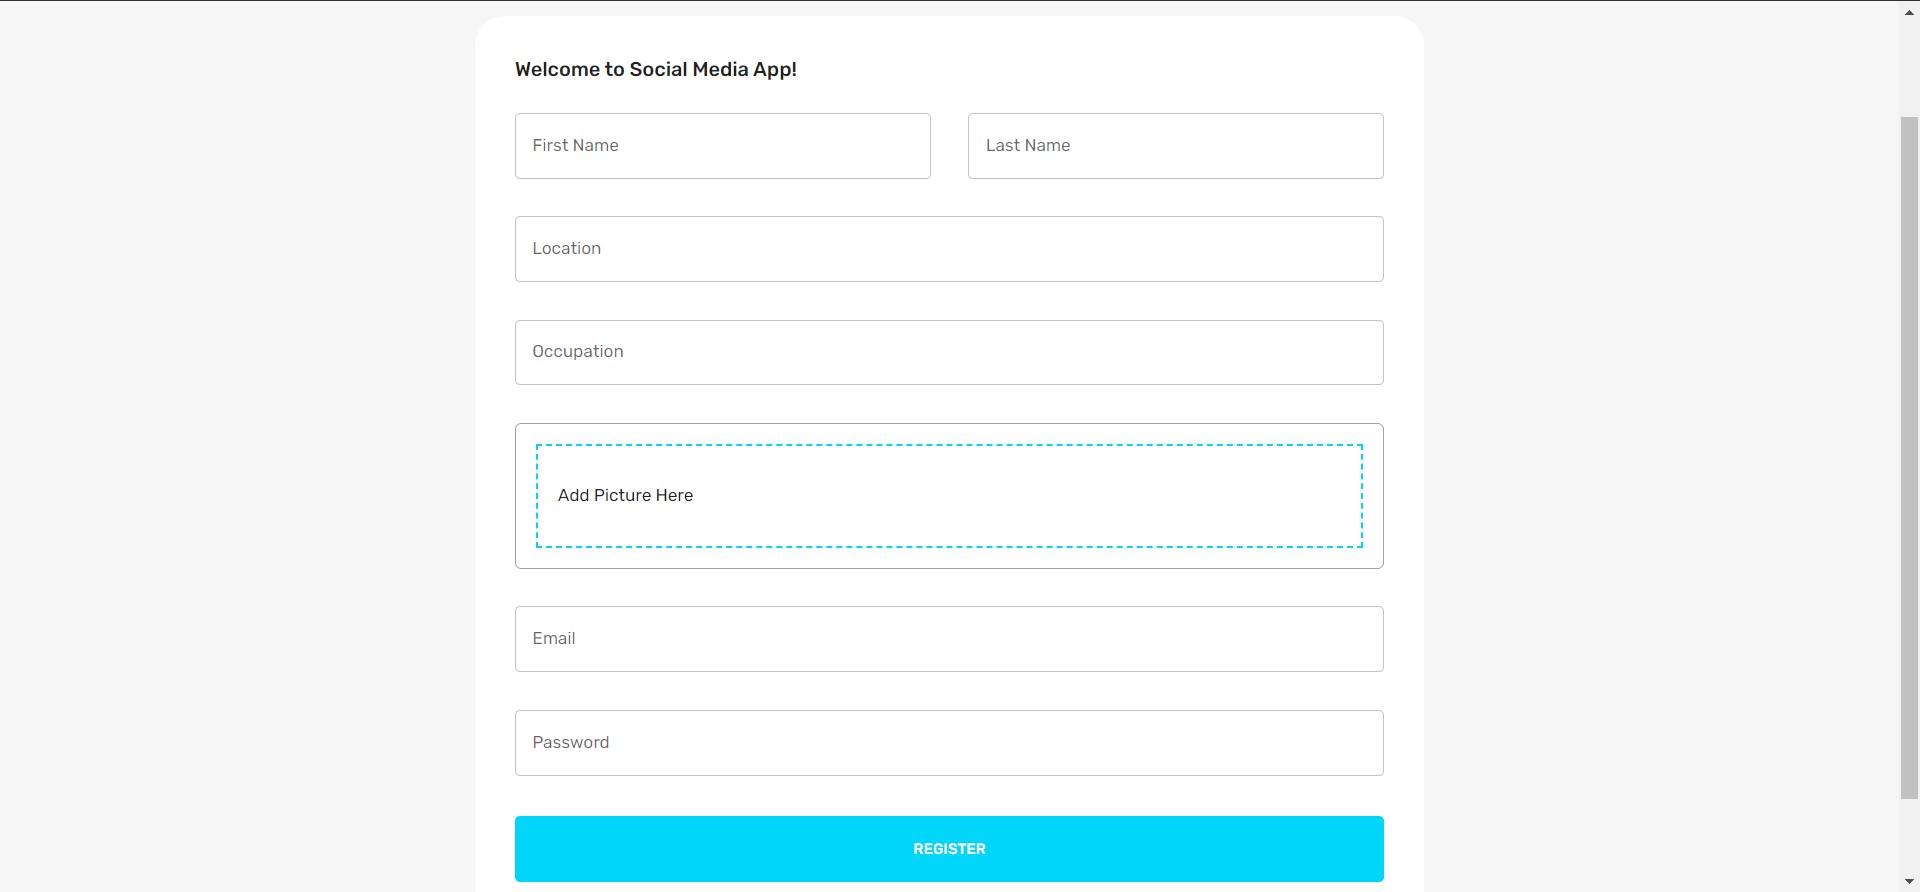 Welcome to Social Media App!
First Name
Last Name
Location
Occupation
Add Picture Here
Email
Password
REGISTER